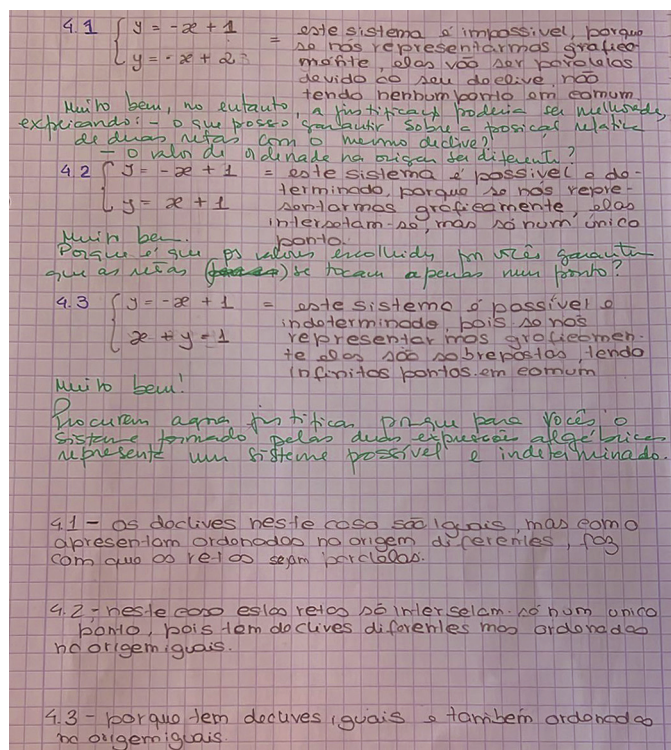 4.1 { y = -x + 1 = este sistema é impossivel, porque
y = -x + 2 se nós representarmos grafica
mente, elas vão ser paralelas
devido ao seu declive, não
tendo nenhum ponto em comum
Muito bem, no entanto, a justificação poderia ser melhorada,
explicando: - o que posso garantir sobre a posição relativa
de duas retas com o mesmo declive?
- o valor de ordenada na origem ser diferente?
4.2 { y = -x + 1 = este sistema é possivel e de-
y = x + 1 terminado, porque se nós repre-
sentarmos graficamente, elas
intersetam-se, mas só num único
ponto.
Muito bem.
Porque é que os valores escolhidos por vocês garantem
que as retas se tocam apenas num ponto?
4.3 { y = -x + 1 = este sistema é possível e
x + y = 1 indeterminado, pois se nós
representarmos graficamen-
te elas são sobrepostas, tendo
infinitos pontos em comum
Muito bem!
Procurem agora justificar porque para vocês o
sistema formado pelas duas expressões algébricas
representa um sistema possível e indeterminado.
4.1 - os declives neste caso são iguais, mas como
apresentam ordenadas na origem diferentes, faz
com que as retas sejam paralelas.
4.2 - neste caso estas retas só intersetam-se num unico
ponto, pois tem declives diferentes mas ordenadas
na origem iguais.
4.3 - porque tem declives iguais e também ordenadas
na origem iguais.